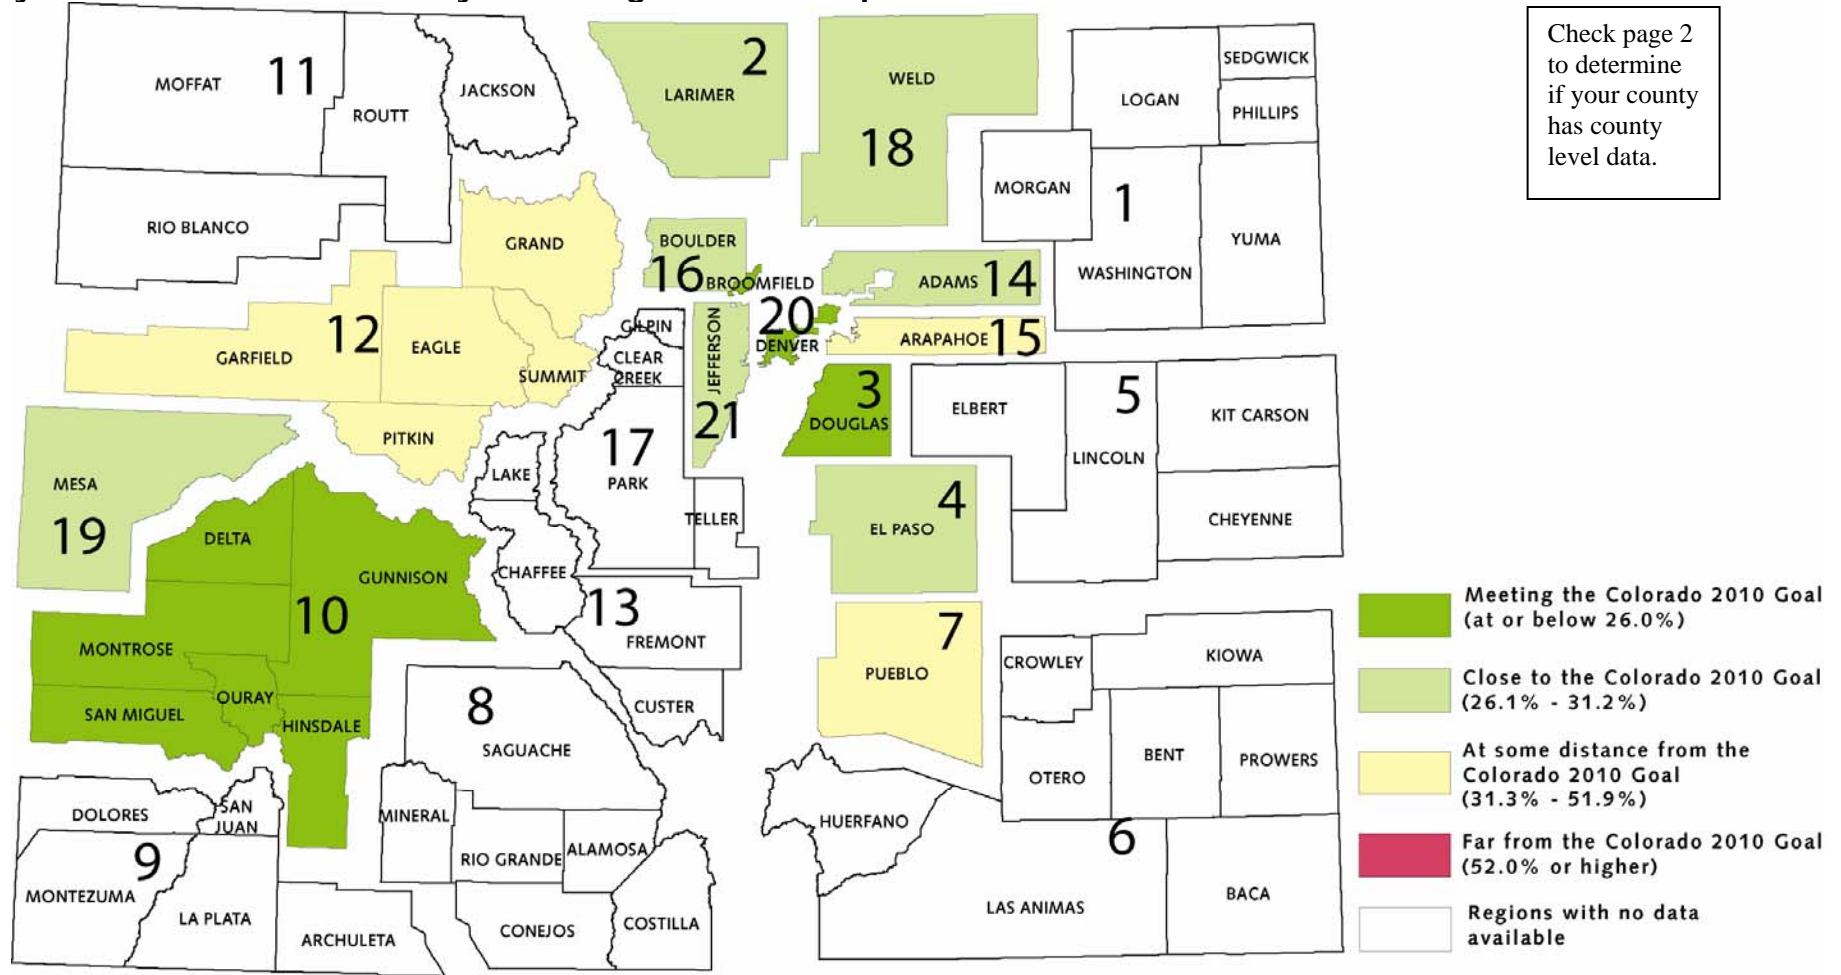 Check page 2
to determine
if your county
has county
level data.
11
MOFFAT
ROUTT
JACKSON
RIO BLANCO
2
LARIMER
WELD
18
LOGAN
SEDGWICK
PHILLIPS
MORGAN
1
WASHINGTON
YUMA
GRAND
12
GARFIELD
EAGLE
SUMMIT
PITKIN
BOULDER
16
BROOMFIELD
20
DENVER
ADAMS 14
ARAPAHOE 15
GILPIN
CLEAR
CREEK
JEFFERSON
21
17
PARK
TELLER
LAKE
CHAFFEE
13
FREMONT
CUSTER
3
DOUGLAS
ELBERT
5
LINCOLN
KIT CARSON
CHEYENNE
4
EL PASO
7
PUEBLO
MESA
19
DELTA
GUNNISON
10
MONTROSE
OURAY
SAN MIGUEL
HINSDALE
8
SAGUACHE
MINERAL
RIO GRANDE
ALAMOSA
CONEJOS
COSTILLA
DOLORES
SAN
JUAN
9
MONTEZUMA
LA PLATA
ARCHULETA
CROWLEY
KIOWA
OTERO
BENT
PROWERS
HUERFANO
6
LAS ANIMAS
BACA
Meeting the Colorado 2010 Goal
(at or below 26.0%)
Close to the Colorado 2010 Goal
(26.1% - 31.2%)
At some distance from the
Colorado 2010 Goal
(31.3% - 51.9%)
Far from the Colorado 2010 Goal
(52.0% or higher)
Regions with no data
available